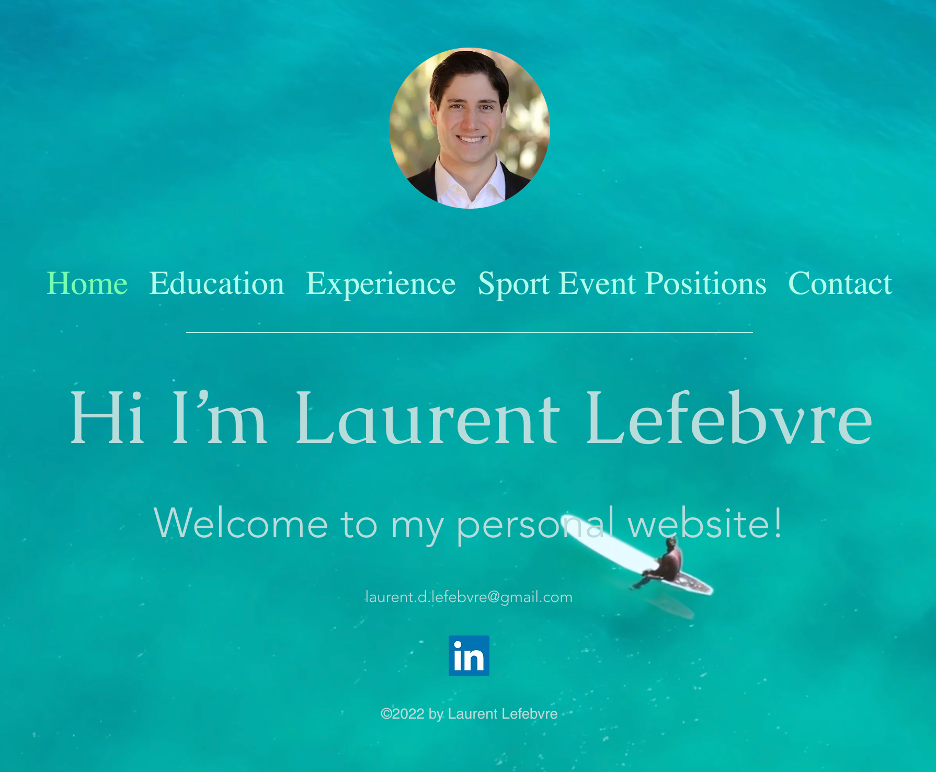 Home Education Experience Sport Event Positions Contact
Hi I’m Laurent Lefebvre
Welcome to my personal website!
laurent.d.lefebvre@gmail.com
in
©2022 by Laurent Lefebvre